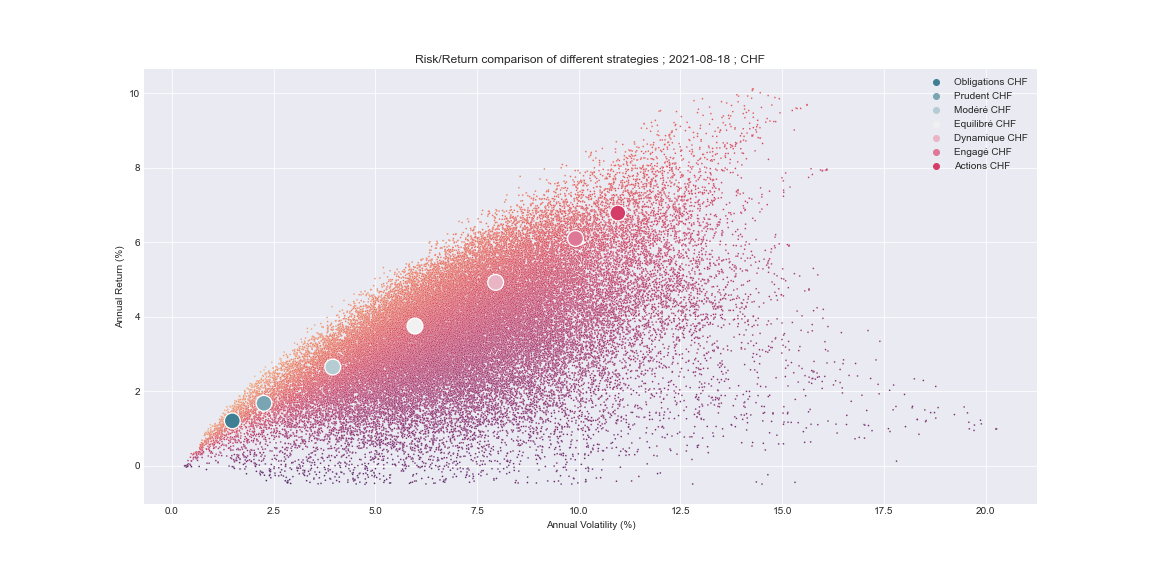 Risk/Return comparison of different strategies ; 2021-08-18 ; CHF
Obligations CHF
Prudent CHF
Modéré CHF
Equilibré CHF
Dynamique CHF
Engagé CHF
Actions CHF
Annual Return (%)
10
8
6
4
2
0
0.0 2.5 5.0 7.5 10.0 12.5 15.0 17.5 20.0
Annual Volatility (%)